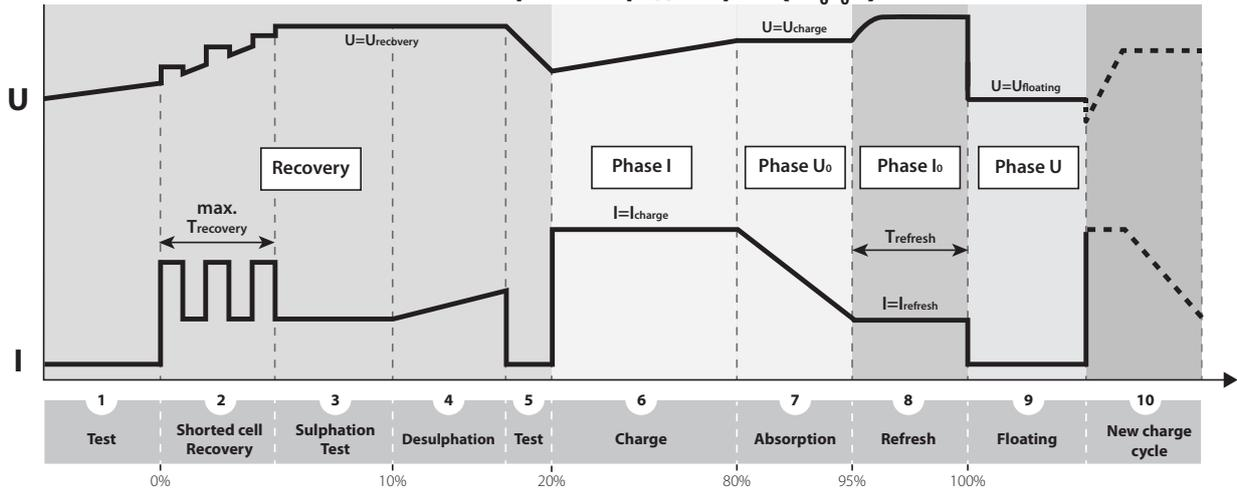 U=Urecovery
U=Ucharge
U
U=Ufloating
Recovery
Phase I
Phase U0
Phase I0
Phase U
max.
Trecovery
I=Icharge
Trefresh
I=Irefresh
I
1
2
3
4
5
6
7
8
9
10
Test
Shorted cell
Recovery
Sulphation
Test
Desulphation
Test
Charge
Absorption
Refresh
Floating
New charge
cycle
0%
10%
20%
80%
95%
100%